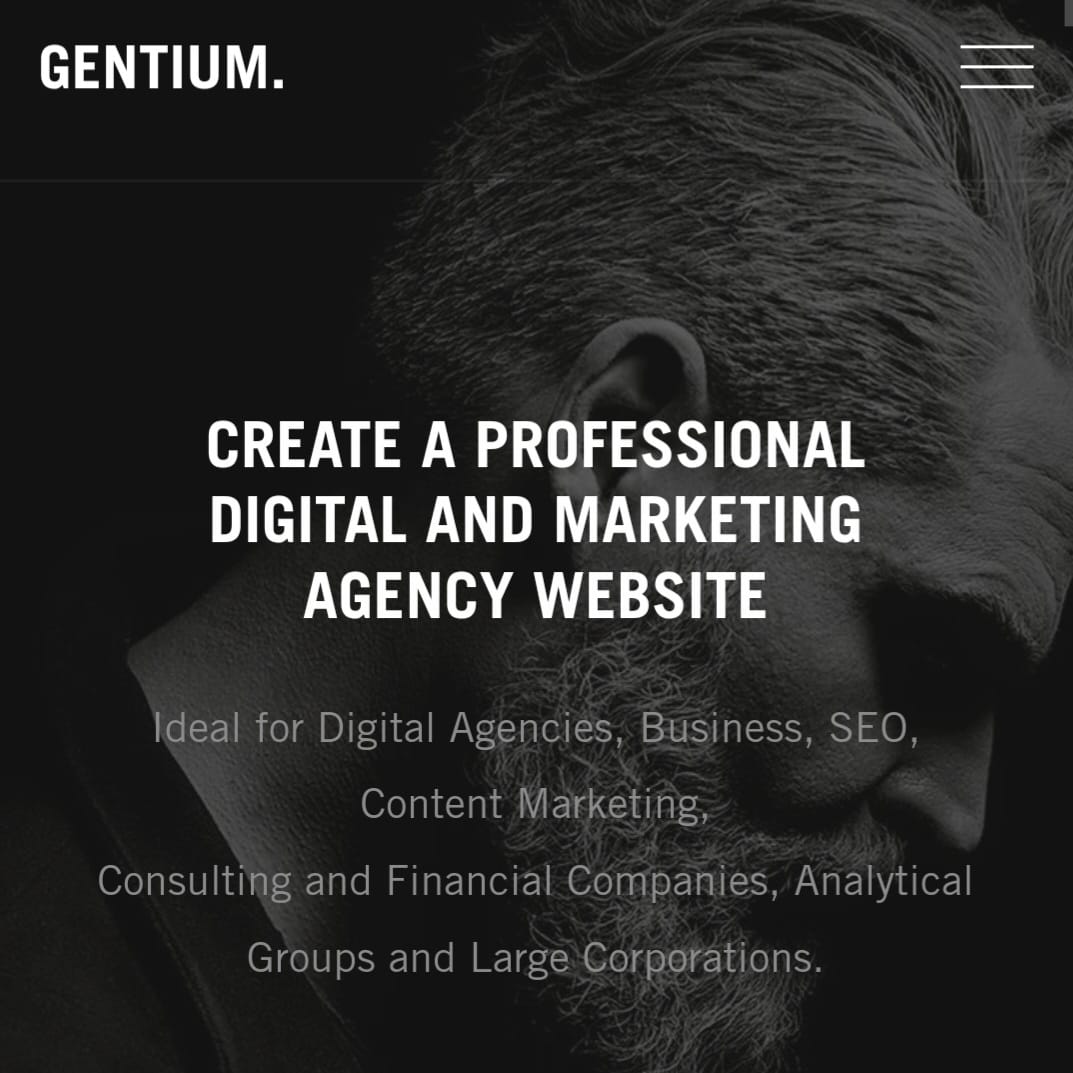 GENTIUM.
CREATE A PROFESSIONAL
DIGITAL AND MARKETING
AGENCY WEBSITE
Ideal for Digital Agencies, Business, SEO,
Content Marketing,
Consulting and Financial Companies, Analytical
Groups and Large Corporations.